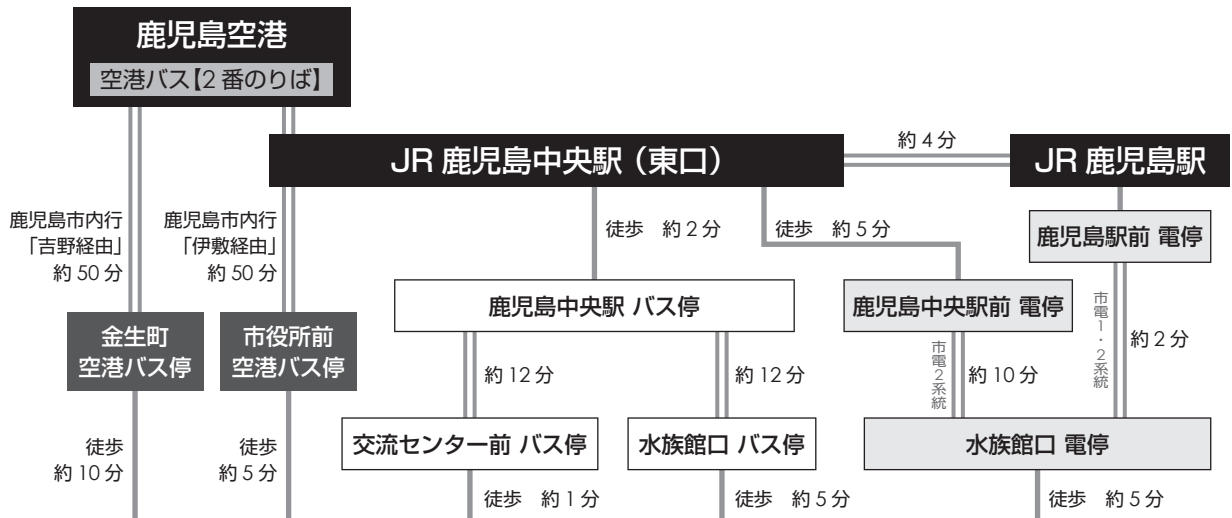 鹿児島空港
空港バス【2番のりば】
JR 鹿児島中央駅（東口）
約 4 分
JR 鹿児島駅
鹿児島市内行
「吉野経由」
約 50 分
鹿児島市内行
「伊敷経由」
約 50 分
徒歩　約 2 分
徒歩　約 5 分
鹿児島駅前 電停
鹿児島中央駅 バス停
鹿児島中央駅前 電停
市電1・2系統
約 2 分
金生町
空港バス停
市役所前
空港バス停
約 12 分
約 12 分
市電2系統
約 10 分
交流センター前 バス停
水族館口 バス停
水族館口 電停
徒歩
約 10 分
徒歩
約 5 分
徒歩　約 1 分
徒歩　約 5 分
徒歩　約 5 分